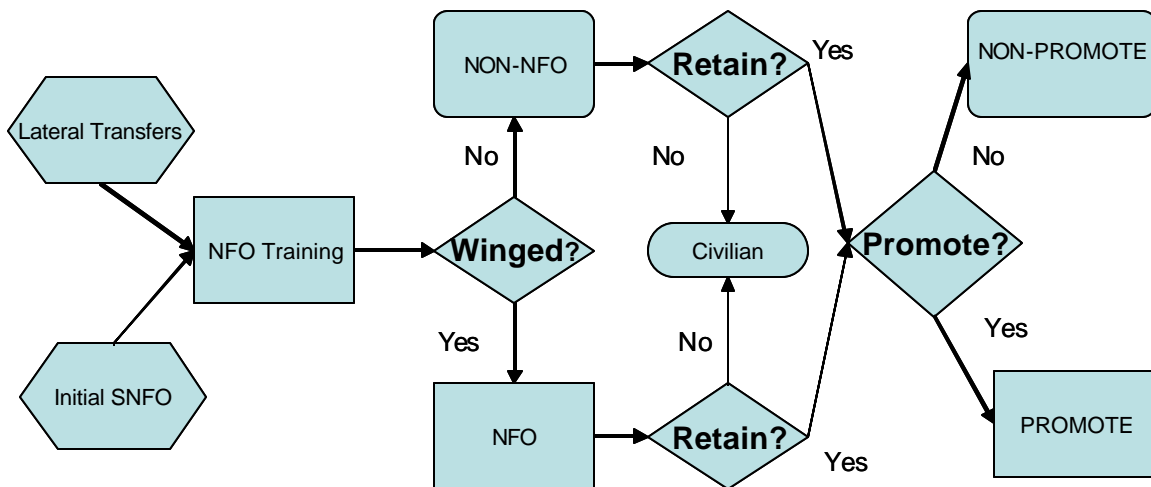 NON-NFO
Retain?
Yes
NON-PROMOTE
Lateral Transfers
No
No
No
NFO Training
Winged?
Civilian
Promote?
Yes
No
Yes
Initial SNFO
NFO
Retain?
Yes
PROMOTE